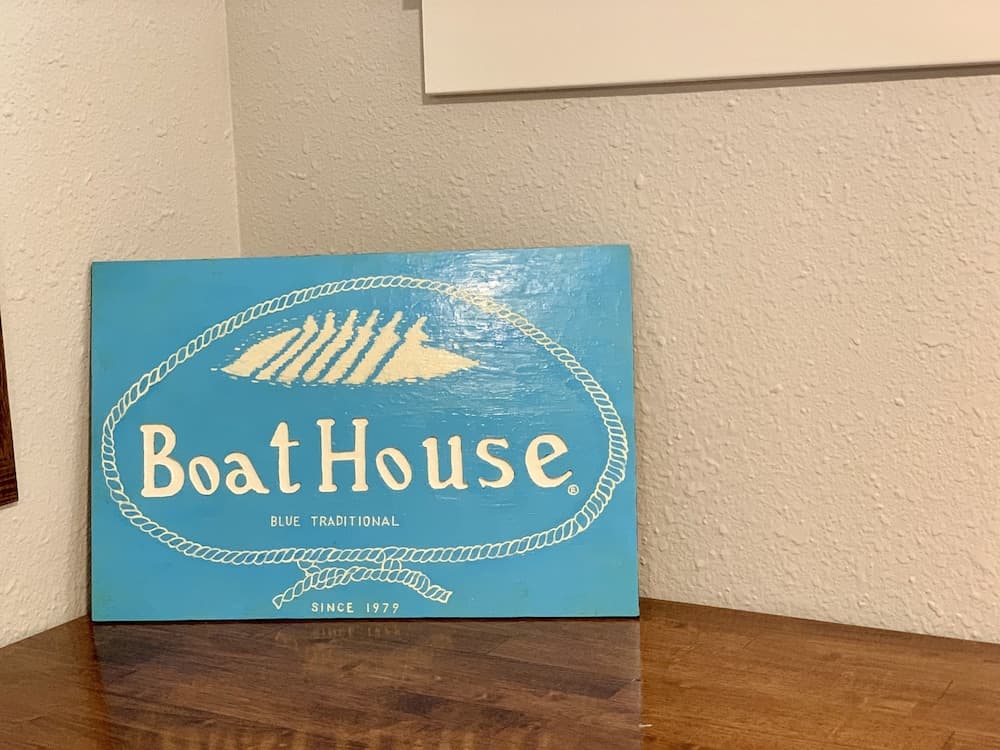 BoatHouse®
BLUE TRADITIONAL
SINCE 1979